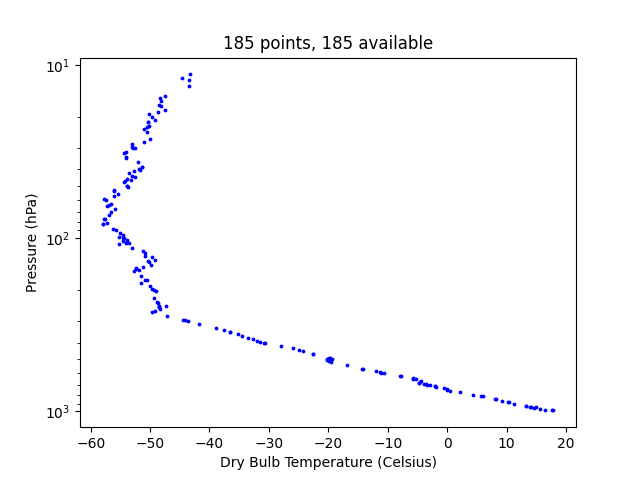 185 points, 185 available
10¹
10²
10³
Pressure (hPa)
−60 −50 −40 −30 −20 −10 0 10 20
Dry Bulb Temperature (Celsius)